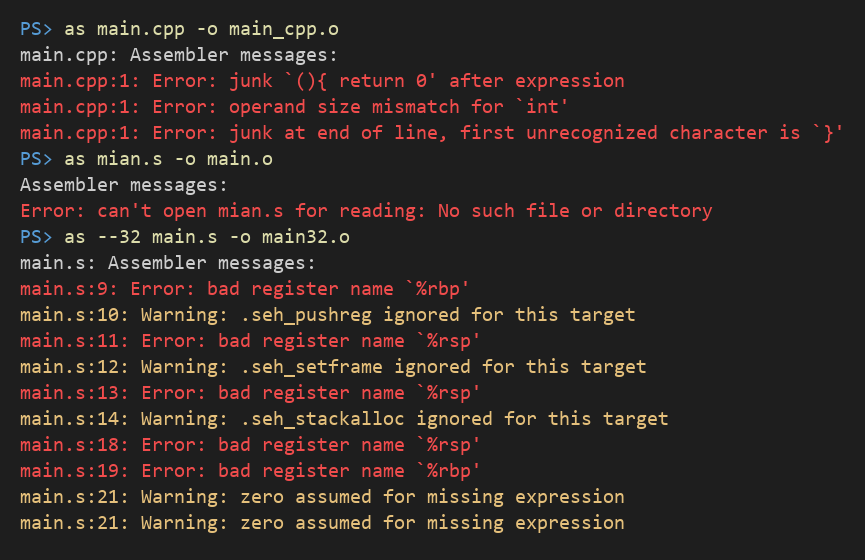 PS> as main.cpp -o main_cpp.o
main.cpp: Assembler messages:
main.cpp:1: Error: junk `(){ return 0' after expression
main.cpp:1: Error: operand size mismatch for `int'
main.cpp:1: Error: junk at end of line, first unrecognized character is `}'
PS> as mian.s -o main.o
Assembler messages:
Error: can't open mian.s for reading: No such file or directory
PS> as --32 main.s -o main32.o
main.s: Assembler messages:
main.s:9: Error: bad register name `%rbp'
main.s:10: Warning: .seh_pushreg ignored for this target
main.s:11: Error: bad register name `%rsp'
main.s:12: Warning: .seh_setframe ignored for this target
main.s:13: Error: bad register name `%rsp'
main.s:14: Warning: .seh_stackalloc ignored for this target
main.s:18: Error: bad register name `%rsp'
main.s:19: Error: bad register name `%rbp'
main.s:21: Warning: zero assumed for missing expression
main.s:21: Warning: zero assumed for missing expression